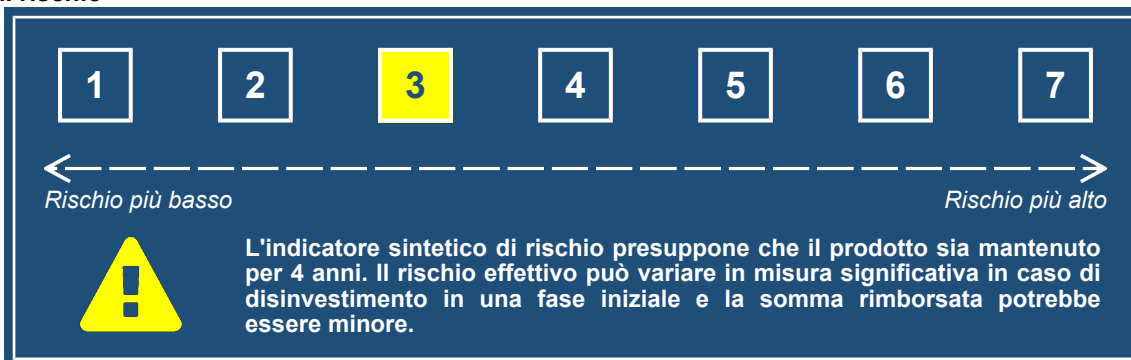 1 2 3 4 5 6 7
Rischio più basso Rischio più alto
L'indicatore sintetico di rischio presuppone che il prodotto sia mantenuto
per 4 anni. Il rischio effettivo può variare in misura significativa in caso di
disinvestimento in una fase iniziale e la somma rimborsata potrebbe
essere minore.